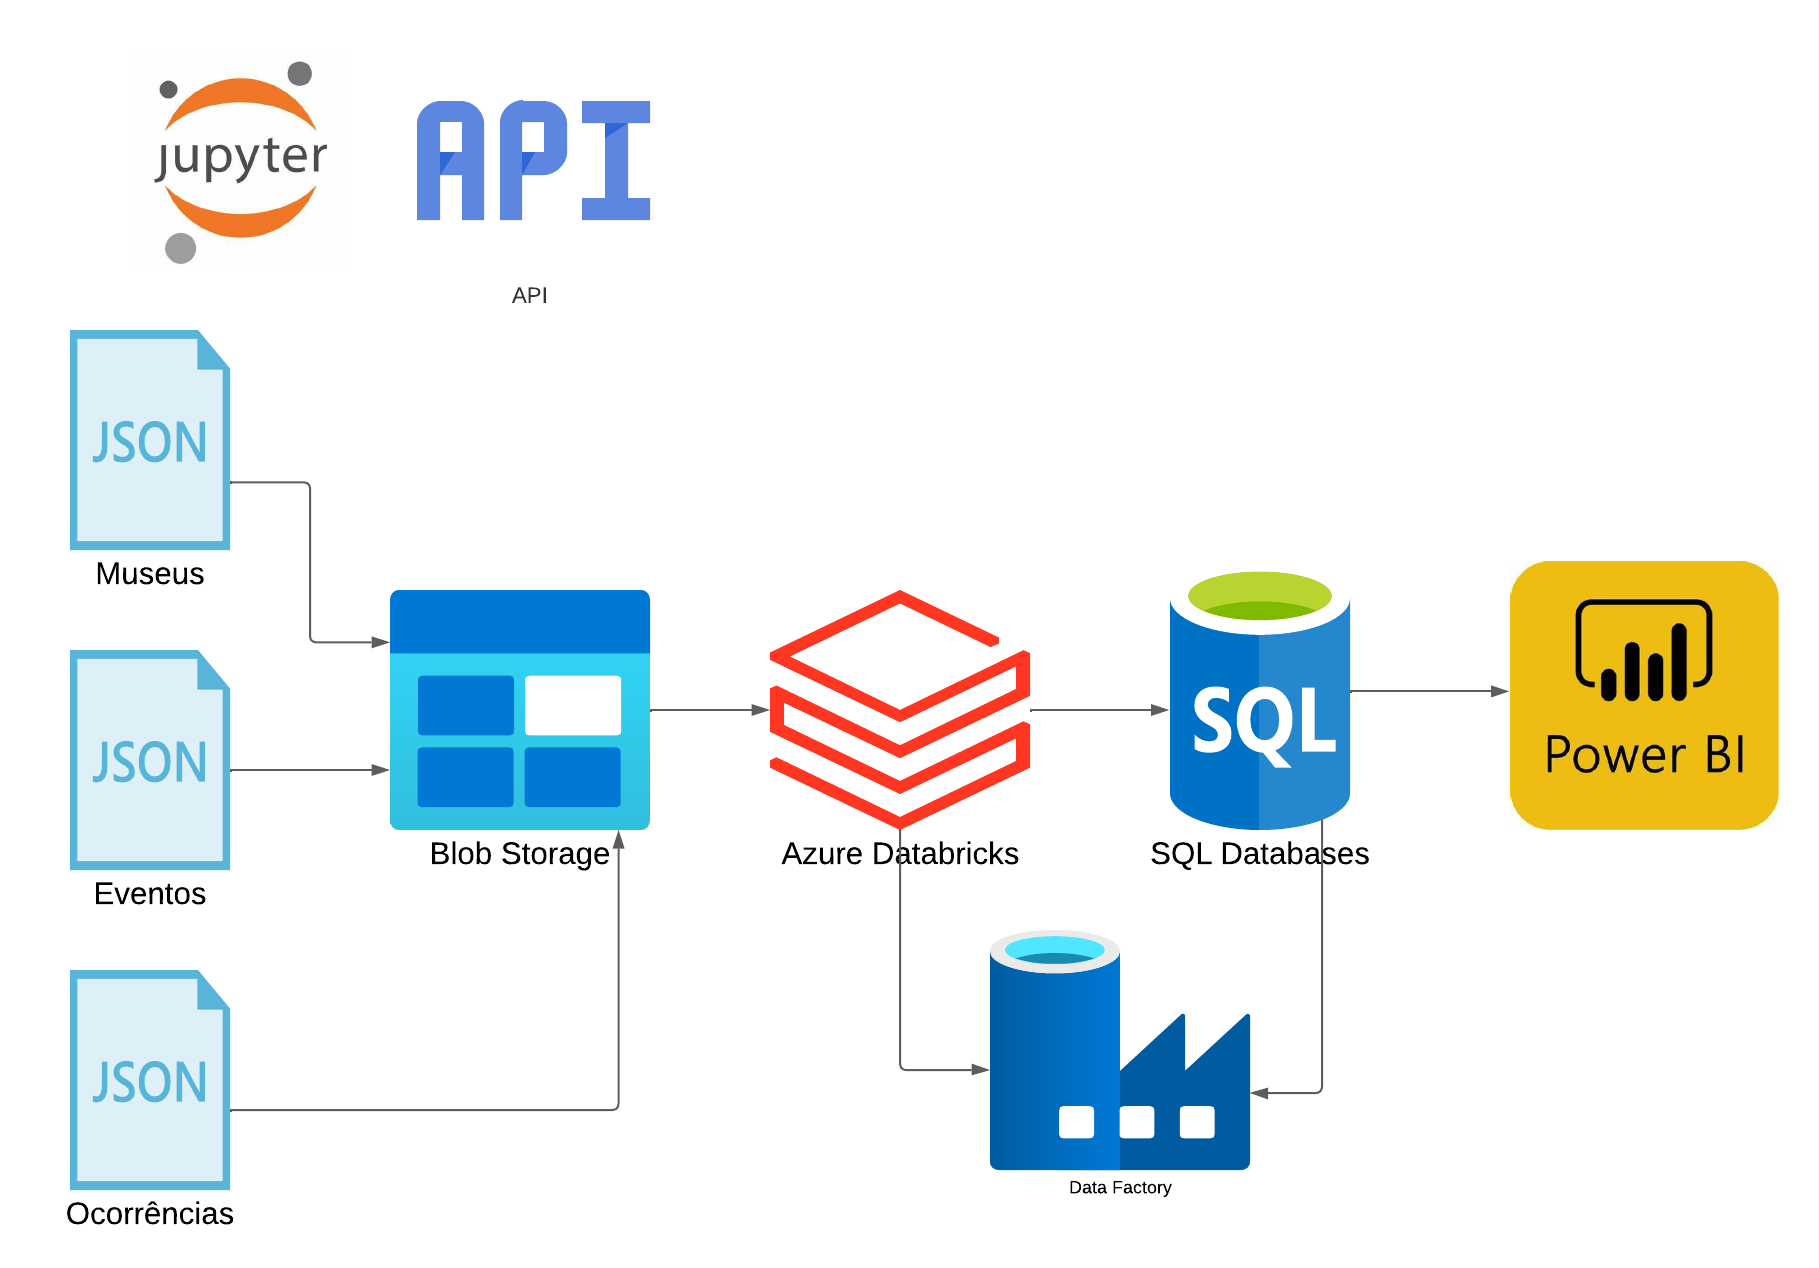 jupyter
API
API
JSON
Museus
JSON
Eventos
JSON
Ocorrências
Blob Storage
Azure Databricks
SQL
SQL Databases
Power BI
Data Factory